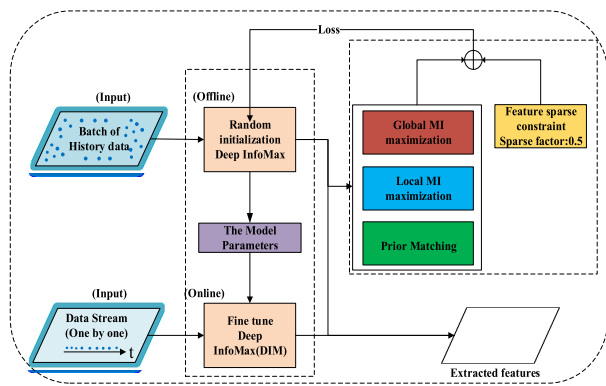 Loss
(Input)
(Offline)
Batch of
History data
Random
initialization
Deep InfoMax
Global MI
maximization
Feature sparse
constraint
Sparse factor:0.5
Local MI
maximization
The Model
Parameters
Prior Matching
(Input)
(Online)
Data Stream
(One by one)
t
Fine tune
Deep
InfoMax(DIM)
Extracted features